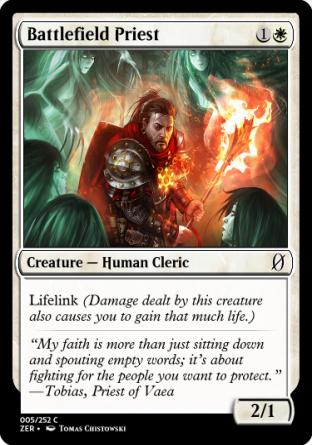 Battlefield Priest 1
Creature — Human Cleric
Lifelink (Damage dealt by this creature
also causes you to gain that much life.)
“My faith is more than just sitting down
and spouting empty words; it’s about
fighting for the people you want to protect.”
—Tobias, Priest of Vaea
2/1
005/252 C
ZER • Tomas Chistowski